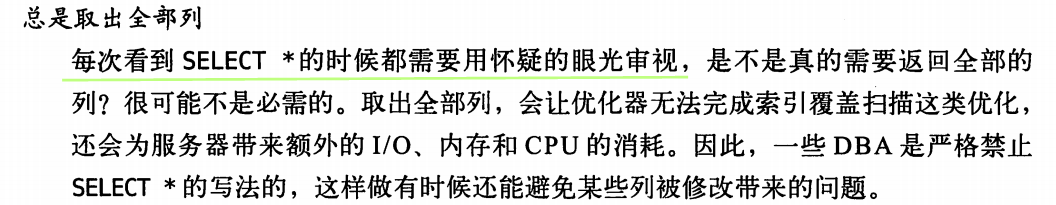 总是取出全部列
每次看到 SELECT *的时候都需要用怀疑的眼光审视，是不是真的需要返回全部的
列？很可能不是必需的。取出全部列，会让优化器无法完成索引覆盖扫描这类优化，
还会为服务器带来额外的 I/O、内存和 CPU 的消耗。因此，一些 DBA 是严格禁止
SELECT *的写法的，这样做有时候还能避免某些列被修改带来的问题。